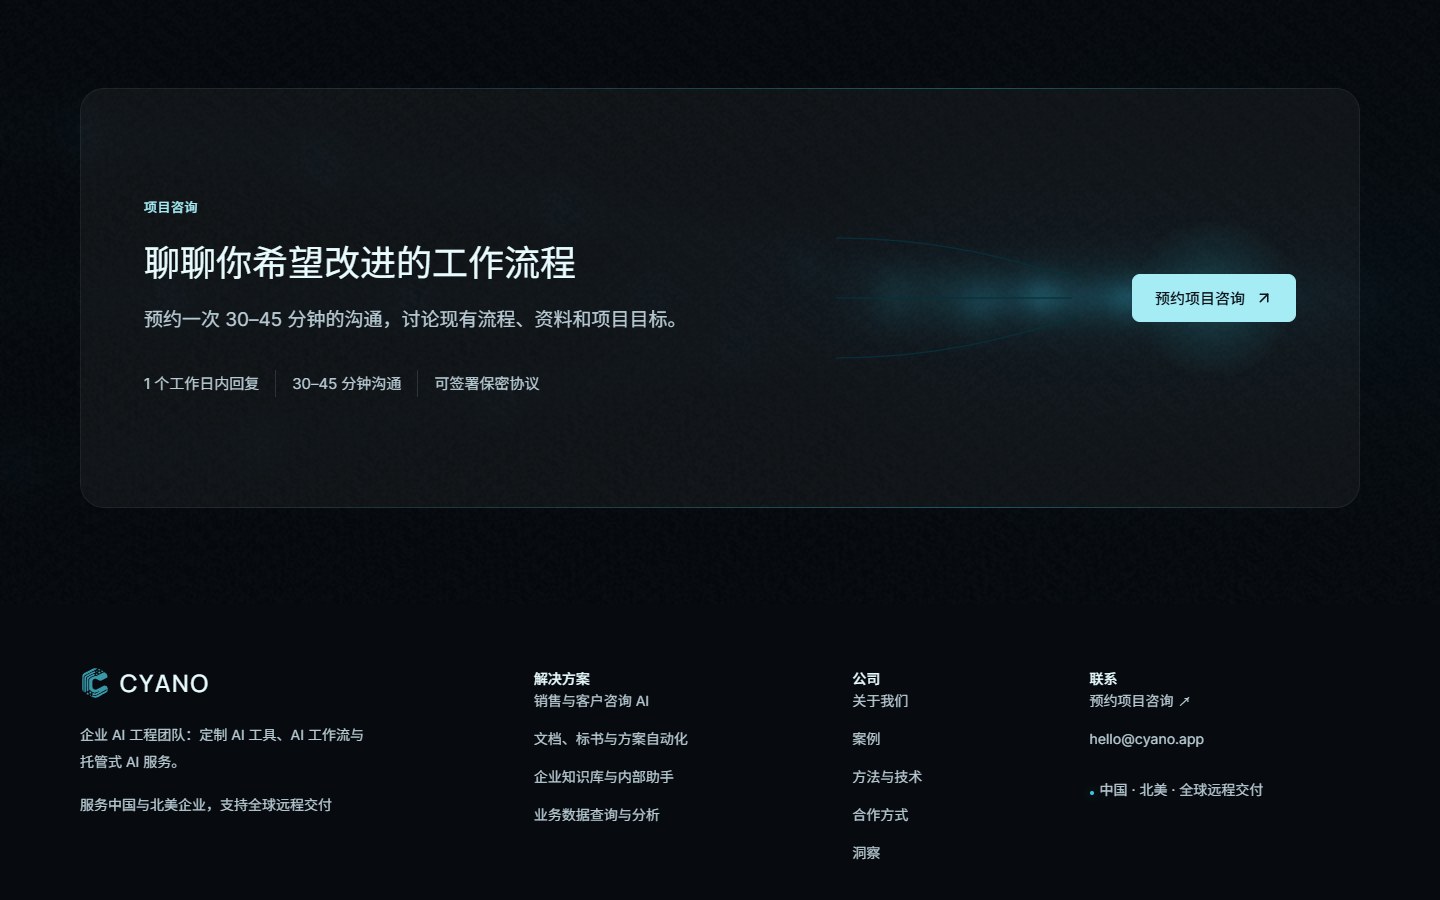 项目咨询
聊聊你希望改进的工作流程
预约一次 30–45 分钟的沟通，讨论现有流程、资料和项目目标。
1 个工作日内回复
30–45 分钟沟通
可签署保密协议
预约项目咨询
CYANO
企业 AI 工程团队：定制 AI 工具、AI 工作流与
托管式 AI 服务。
服务中国与北美企业，支持全球远程交付
解决方案
销售与客户咨询 AI
文档、标书与方案自动化
企业知识库与内部助手
业务数据查询与分析
公司
关于我们
案例
方法与技术
合作方式
洞察
联系
预约项目咨询 ↗
hello@cyano.app
中国 · 北美 · 全球远程交付